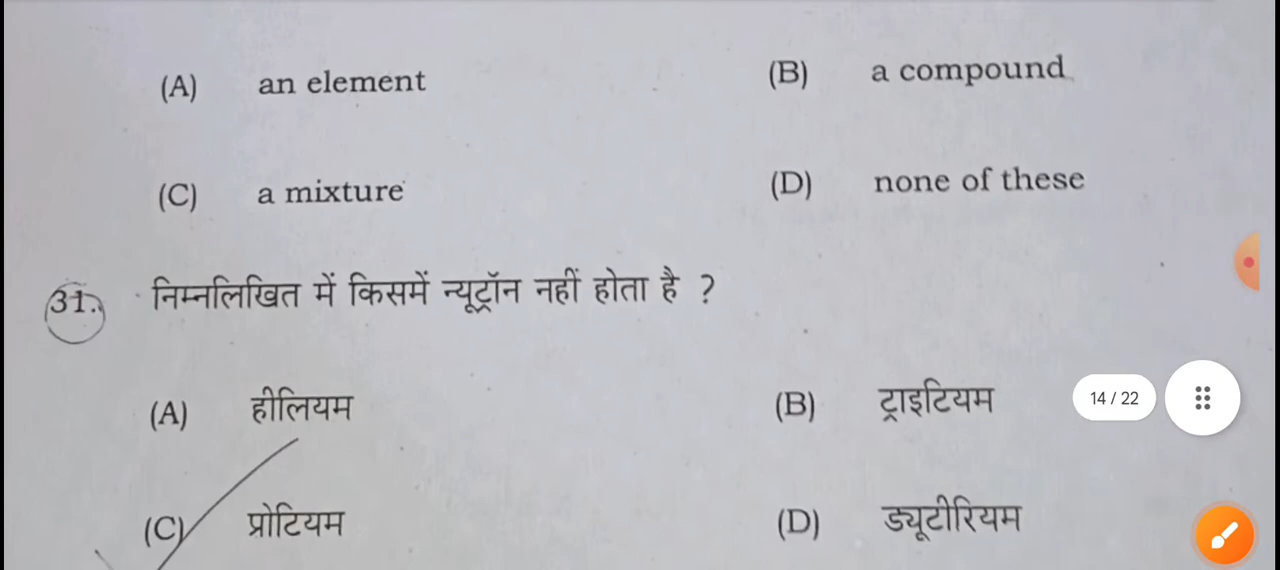 (A) an element (B) a compound
(C) a mixture (D) none of these
31. निम्नलिखित में किसमें न्यूट्रॉन नहीं होता है ?
(A) हीलियम (B) ट्राइटियम
14 / 22
(C) प्रोटियम (D) ड्यूटीरियम